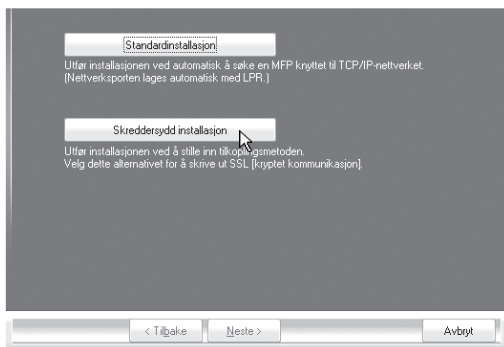 Standardinstallasjon
Utfør installasjonen ved automatisk å søke en MFP knyttet til TCP/IP-nettverket.
(Nettverksporten lages automatisk med LPR.)
Skreddersydd installasjon
Utfør installasjonen ved å stille inn tilkoplingsmetoden.
Velg dette alternativet for å skrive ut SSL [kryptet kommunikasjon].
< Tilbake Neste > Avbryt